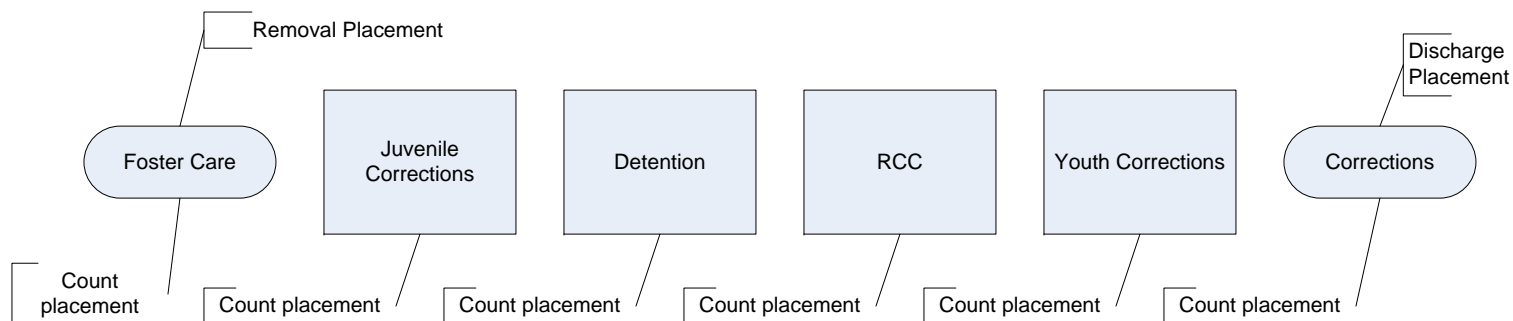 Removal Placement
Discharge
Placement
Foster Care
Juvenile
Corrections
Detention
RCC
Youth Corrections
Corrections
Count
placement
Count placement
Count placement
Count placement
Count placement
Count placement